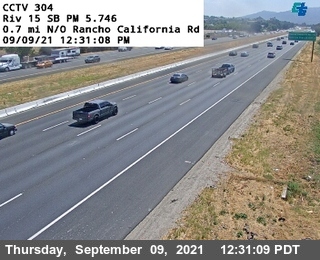 CCTV 304
Riv 15 SB PM 5.746
0.7 mi N/O Rancho California Rd
09/09/21 12:31:08 PM
Thursday, September 09, 2021 12:31:09 PDT